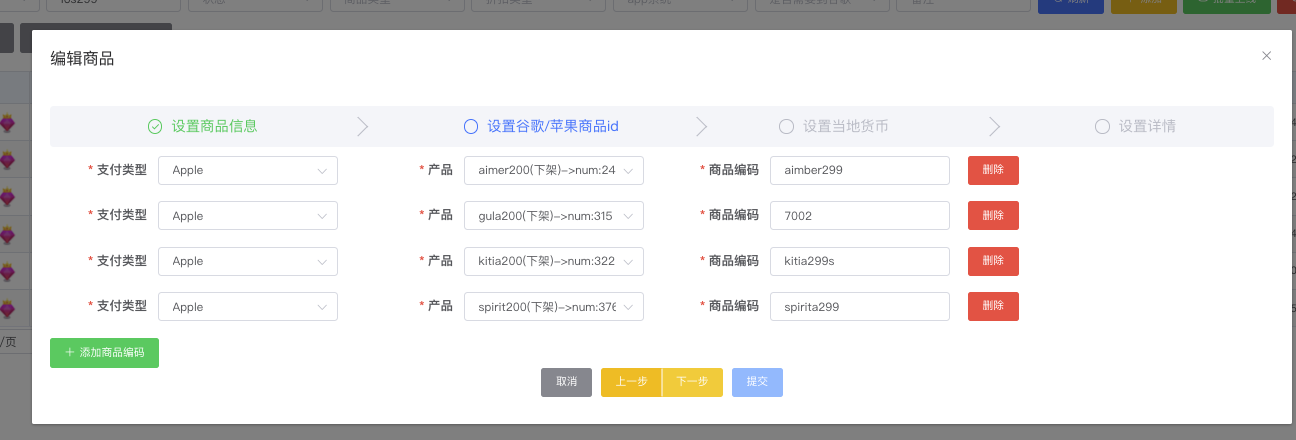 编辑商品
设置商品信息
设置谷歌/苹果商品id
设置当地货币
设置详情
* 支付类型 Apple * 产品 aimer200(下架)->num:24 * 商品编码 aimber299 删除
* 支付类型 Apple * 产品 gula200(下架)->num:315 * 商品编码 7002 删除
* 支付类型 Apple * 产品 kitia200(下架)->num:322 * 商品编码 kitia299s 删除
* 支付类型 Apple * 产品 spirit200(下架)->num:376 * 商品编码 spirita299 删除
/页
+ 添加商品编码
取消 上一步 下一步 提交